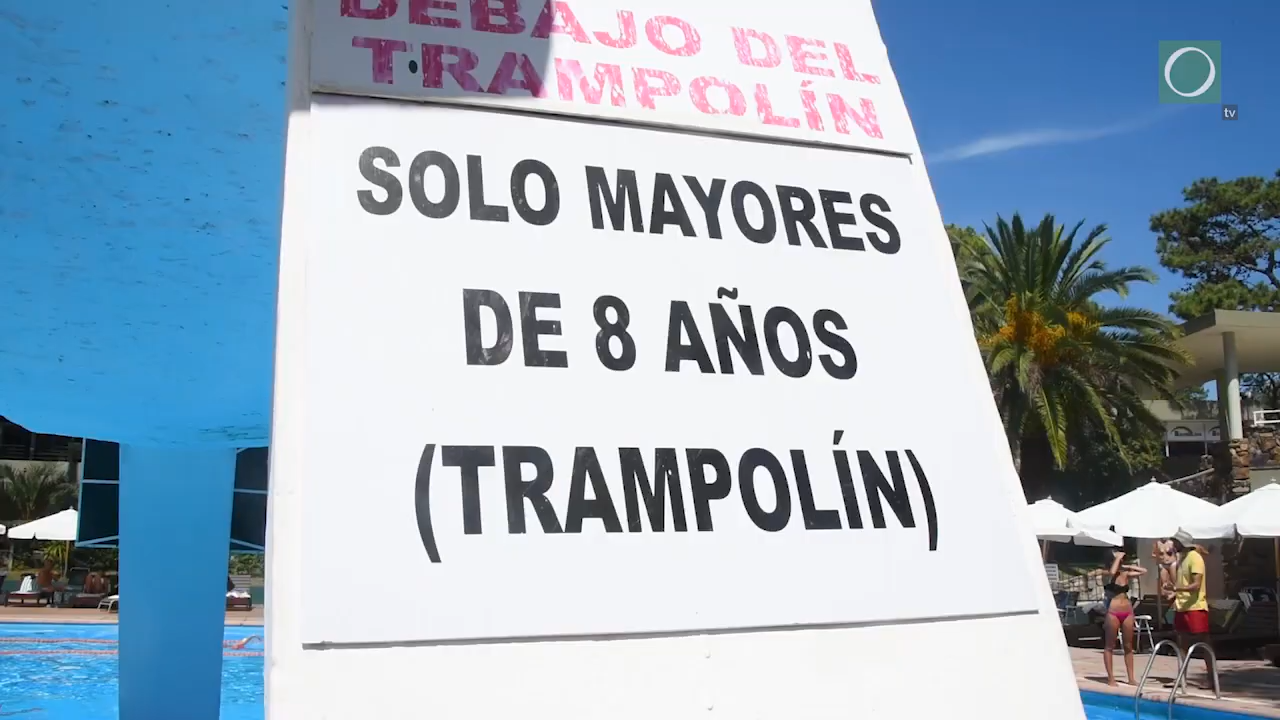 DEBAJO DEL
TRAMPOLÍN
SOLO MAYORES
DE 8 AÑOS
(TRAMPOLÍN)
tv